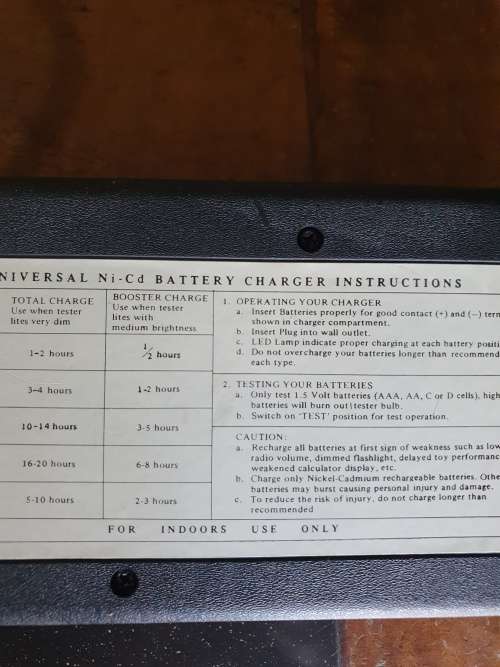 NIVERSAL Ni-Cd BATTERY CHARGER INSTRUCTIONS
TOTAL CHARGE
Use when tester
lites very dim
BOOSTER CHARGE
Use when tester
lites with
medium brightness
1-2 hours
1/2 hours
3-4 hours
1-2 hours
10-14 hours
3-5 hours
16-20 hours
6-8 hours
5-10 hours
2-3 hours
1. OPERATING YOUR CHARGER
a. Insert Batteries properly for good contact (+) and (—) term
shown in charger compartment.
b. Insert Plug into wall outlet.
c. LED Lamp indicate proper charging at each battery positi
d. Do not overcharge your batteries longer than recommend
each type.
2. TESTING YOUR BATTERIES
a. Only test 1.5 Volt batteries (AAA, AA, C or D cells), high
batteries will burn out\tester bulb.
b. Switch on 'TEST' position for test operation.
CAUTION:
a. Recharge all batteries at first sign of weakness such as low
radio volume, dimmed flashlight, delayed toy performanc
weakened calculator display, etc.
b. Charge only Nickel-Cadmium rechargeable batteries. Othe
batteries may burst causing personal injury and damage.
c. To reduce the risk of injury, do not charge longer than
recommended
FOR INDOORS USE ONLY